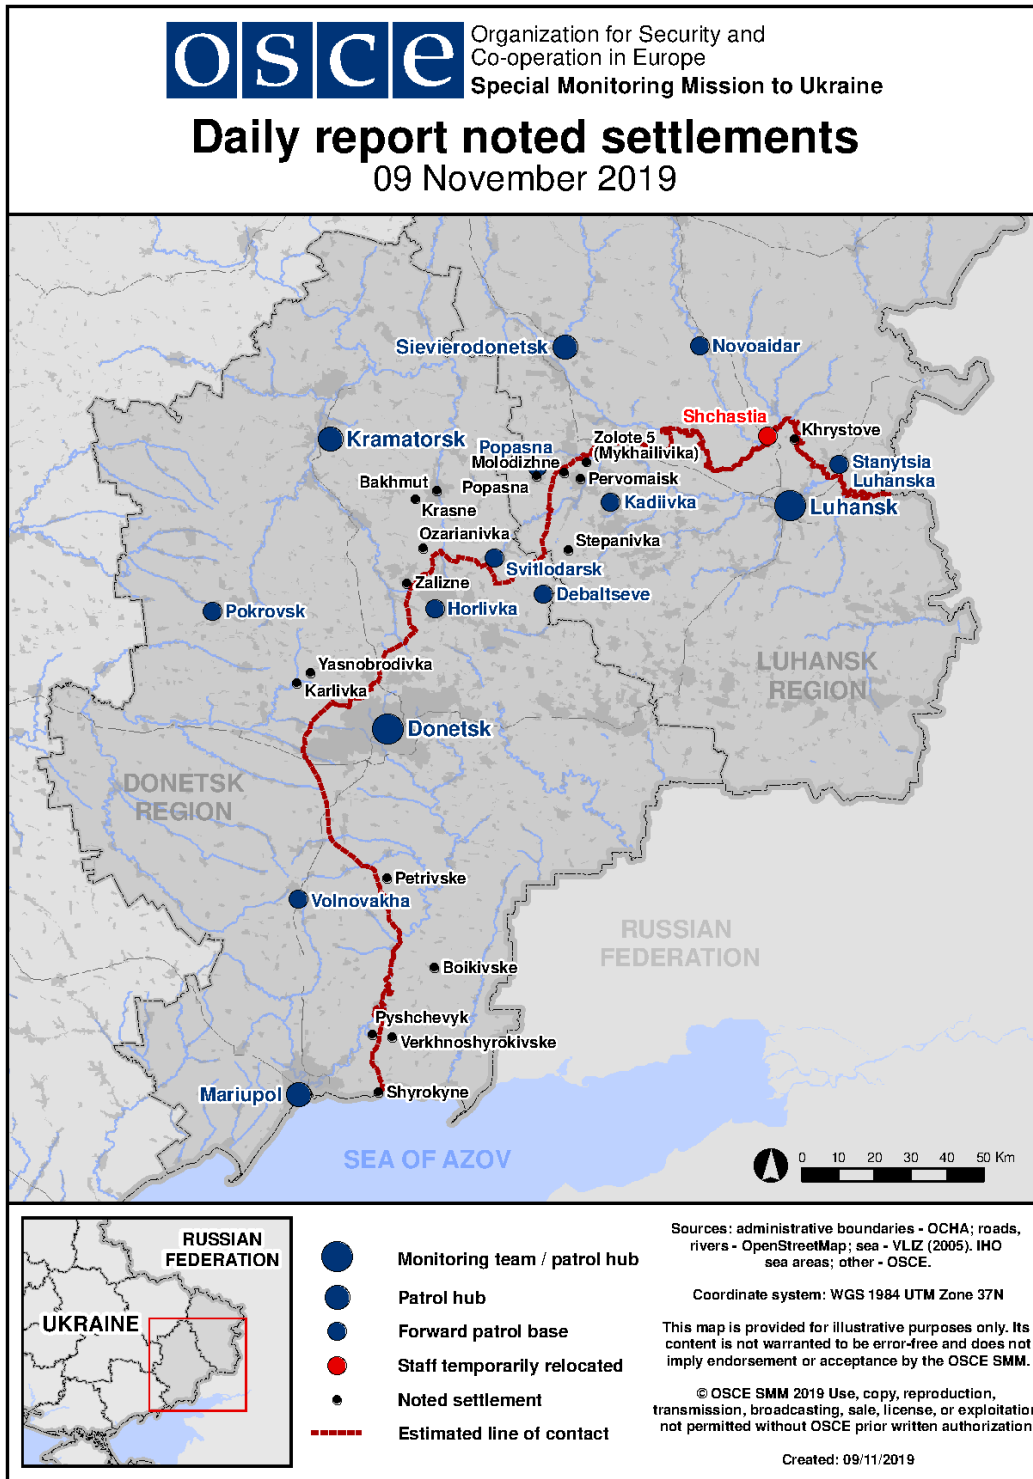 osce
Organization for Security and
Co-operation in Europe
Special Monitoring Mission to Ukraine
Daily report noted settlements
09 November 2019
Sievierodonetsk
Novoaidar
Shchastia
Khrystove
Kramatorsk
Popasna
Zolote 5
(Mykhailivika)
Molodizhne
Stanytsia
Luhanska
Bakhmut
Popasna
Pervomaisk
Krasne
Kadiivka
Luhansk
Ozarianivka
Stepanivka
Svitlodarsk
Zalizne
Debaltseve
Pokrovsk
Horlivka
Yasnobrodivka
Karlivka
LUHANSK
REGION
Donetsk
DONETSK
REGION
Petrivske
Volnovakha
RUSSIAN
FEDERATION
Boikivske
Pyshchevyk
Verkhnoshyrokivske
Mariupol
Shyrokyne
SEA OF AZOV
0 10 20 30 40 50 Km
RUSSIAN
FEDERATION
UKRAINE
Monitoring team / patrol hub
Patrol hub
Forward patrol base
Staff temporarily relocated
Noted settlement
Estimated line of contact
Sources: administrative boundaries - OCHA; roads,
rivers - OpenStreetMap; sea - VLIZ (2005). IHO
sea areas; other - OSCE.
Coordinate system: WGS 1984 UTM Zone 37N
This map is provided for illustrative purposes only. Its
content is not warranted to be error-free and does not
imply endorsement or acceptance by the OSCE SMM.
© OSCE SMM 2019 Use, copy, reproduction,
transmission, broadcasting, sale, license, or exploitation
not permitted without OSCE prior written authorization
Created: 09/11/2019